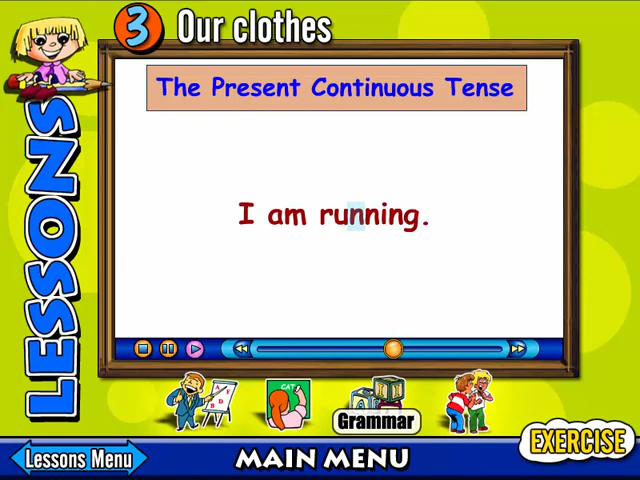 3 Our clothes
LESSONS
The Present Continuous Tense
I am running.
CAT
Grammar
Lessons Menu
MAIN MENU
EXERCISE